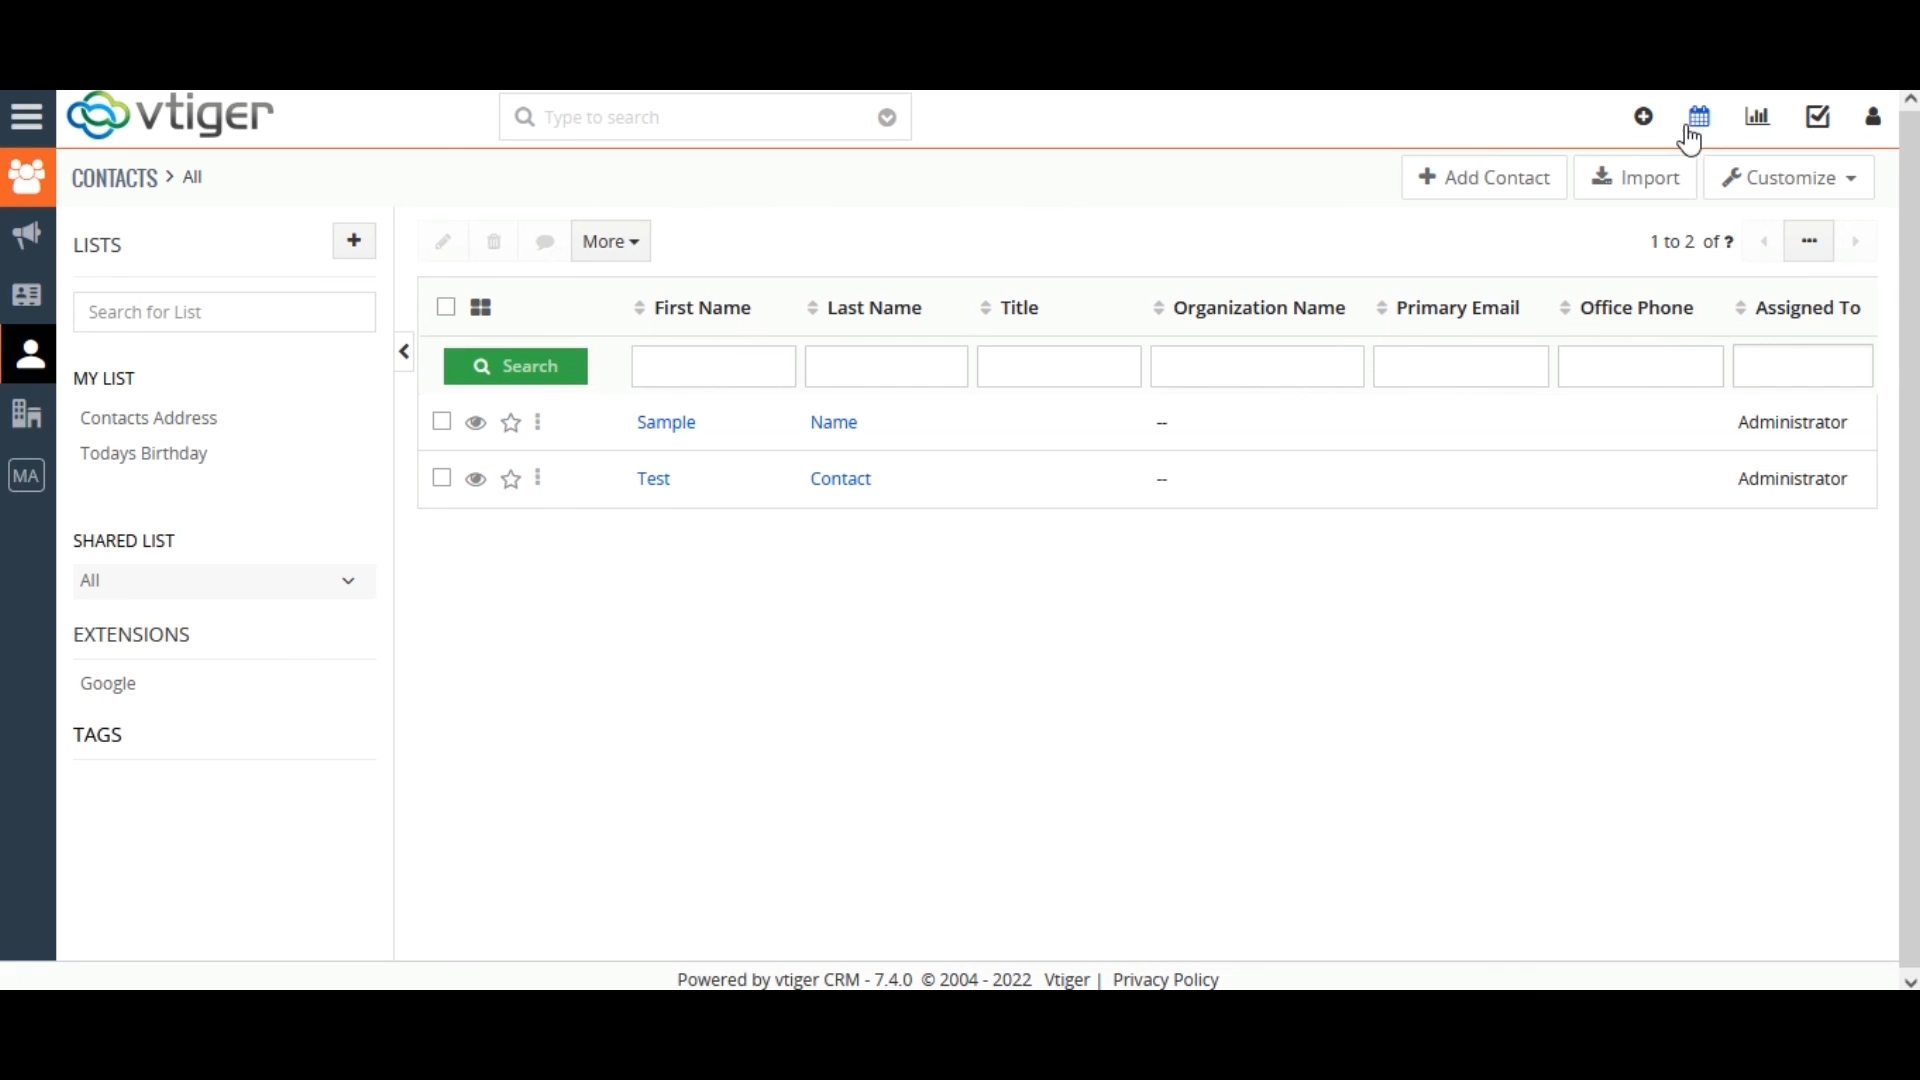 vtiger
Type to search
CONTACTS > All
+ Add Contact
Import
Customize
LISTS
+
More
1 to 2 of ?
Search for List
First Name
Last Name
Title
Organization Name
Primary Email
Office Phone
Assigned To
Search
MY LIST
Contacts Address
Todays Birthday
Sample
Name
--
Administrator
Test
Contact
--
Administrator
MA
SHARED LIST
All
EXTENSIONS
Google
TAGS
Powered by vtiger CRM - 7.4.0 © 2004 - 2022 Vtiger | Privacy Policy